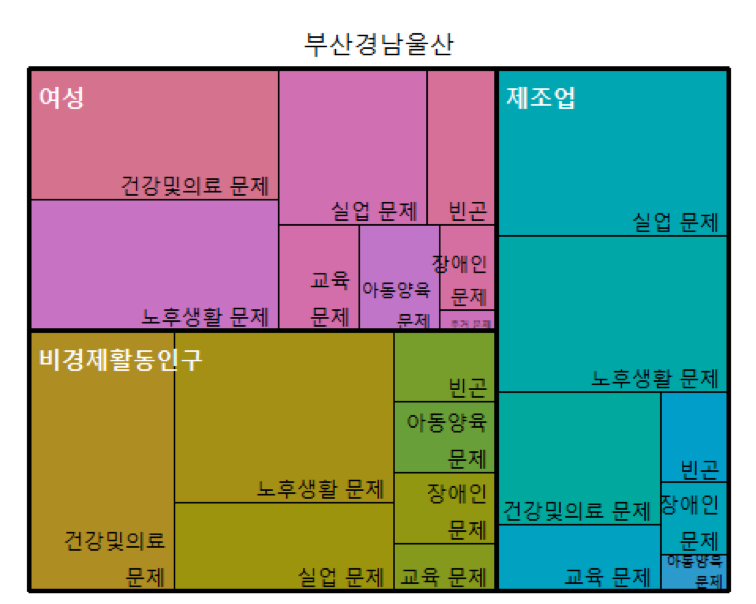 부산경남울산
여성
건강및의료 문제
노후생활 문제
실업 문제
빈곤
교육
문제
아동양육
문제
장애인
문제
주거 문제
비경제활동인구
건강및의료
문제
노후생활 문제
실업 문제
빈곤
아동양육
문제
장애인
문제
교육 문제
제조업
실업 문제
노후생활 문제
건강및의료 문제
교육 문제
빈곤
장애인
문제
아동양육
문제